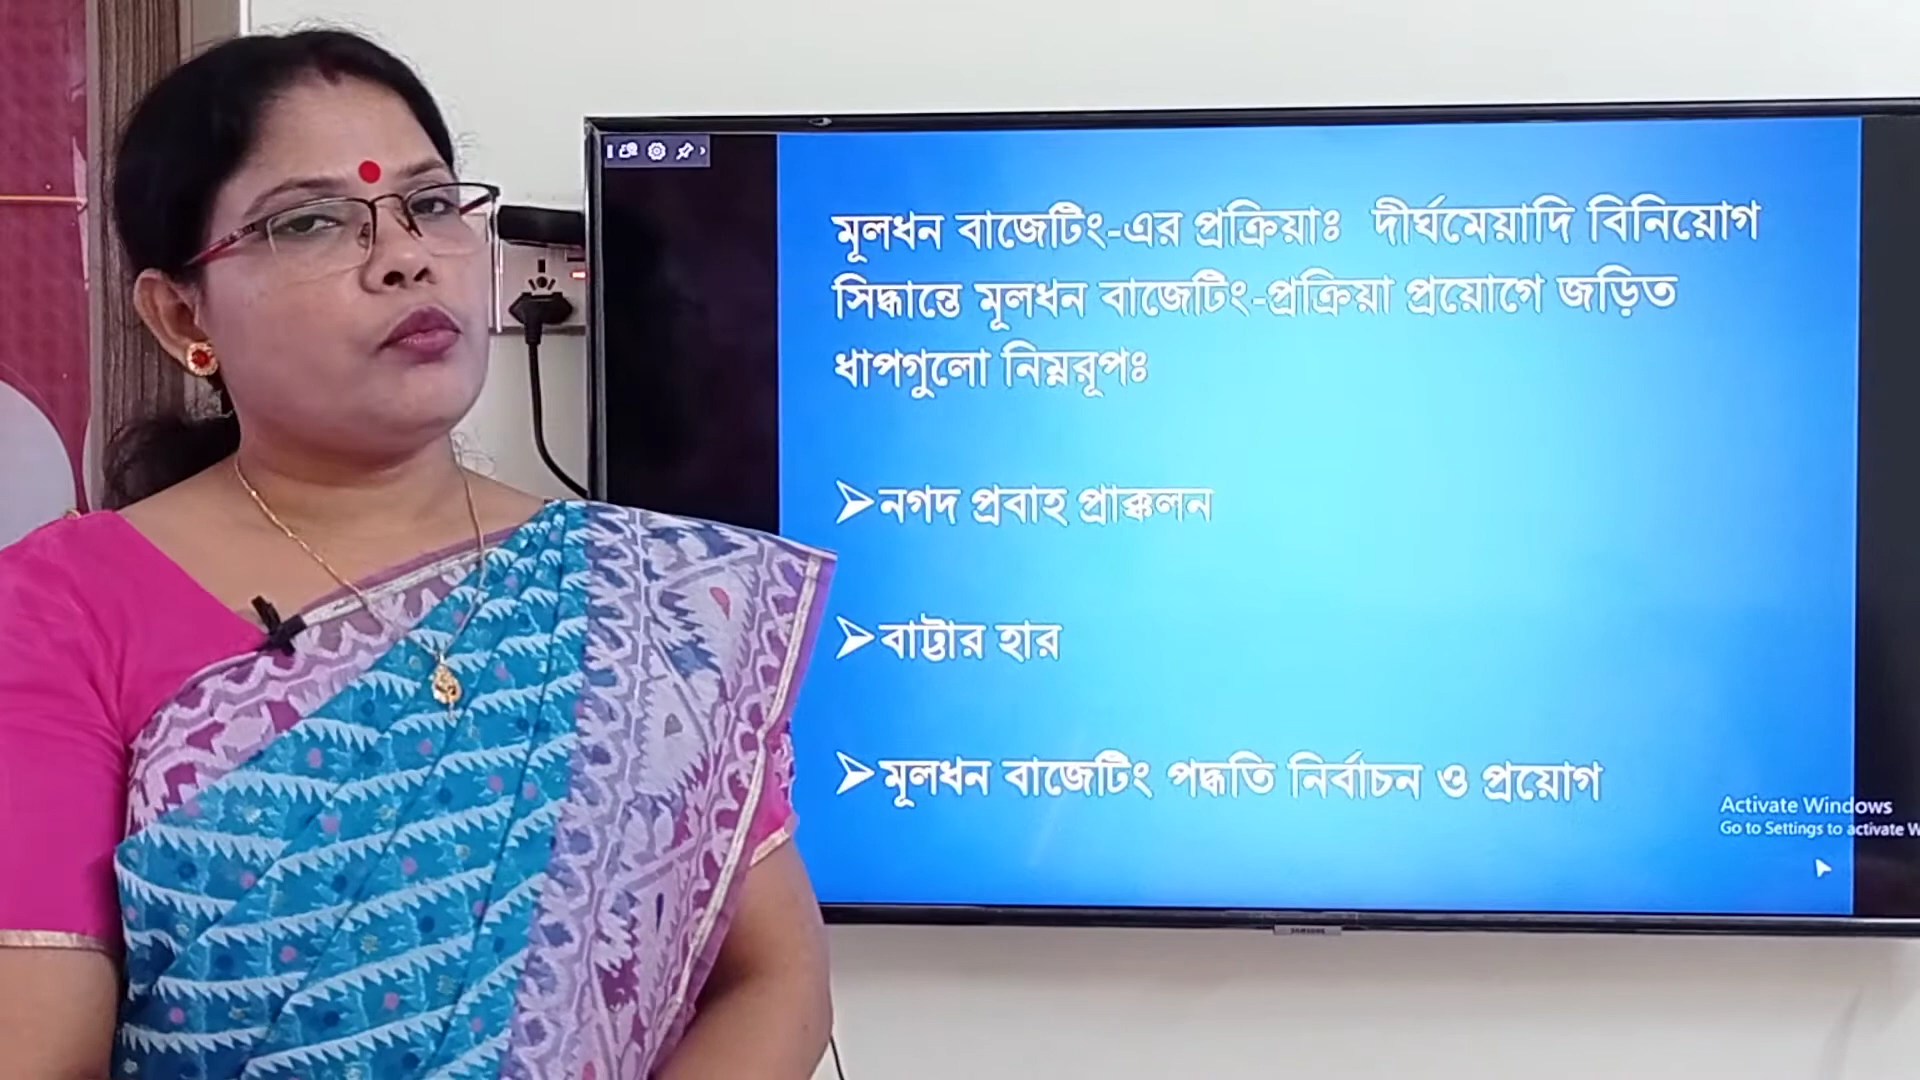 মূলধন বাজেটিং-এর প্রক্রিয়াঃ দীর্ঘমেয়াদি বিনিয়োগ
সিদ্ধান্তে মূলধন বাজেটিং-প্রক্রিয়া প্রয়োগে জড়িত
ধাপগুলো নিম্নরূপঃ
➢নগদ প্রবাহ প্রাক্কলন
➢বাট্টার হার
➢মূলধন বাজেটিং পদ্ধতি নির্বাচন ও প্রয়োগ
Activate Windows
Go to Settings to activate W
SAMSUNG